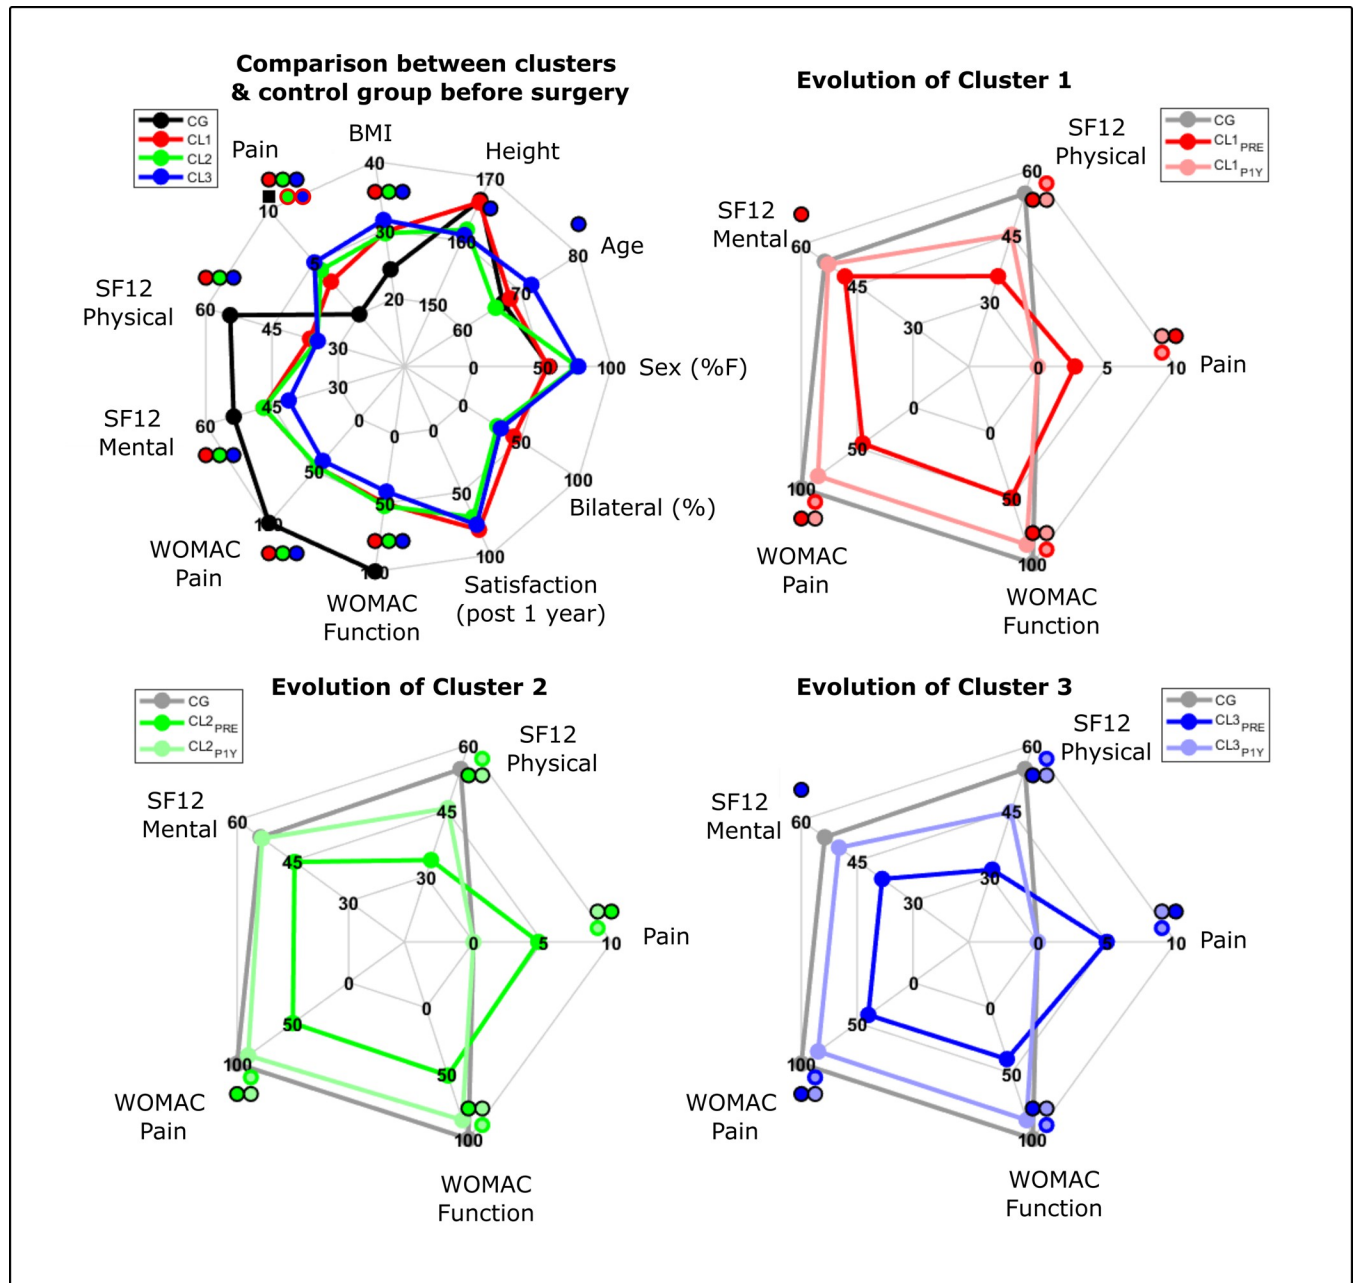 Comparison between clusters
& control group before surgery
CG
CL1
CL2
CL3
Pain
BMI
Height
Age
Sex (%F)
Bilateral (%)
Satisfaction
(post 1 year)
WOMAC
Function
WOMAC
Pain
SF12
Mental
SF12
Physical
10
5
40
30
20
170
160
150
80
70
60
0
50
100
0
50
100
0
50
100
0
50
100
0
50
100
30
45
60
30
45
60
Evolution of Cluster 1
CG
CL1PRE
CL1P1Y
SF12
Physical
60
45
30
SF12
Mental
60
45
30
Pain
0
5
10
WOMAC
Pain
0
50
100
WOMAC
Function
0
50
100
Evolution of Cluster 2
CG
CL2PRE
CL2P1Y
SF12
Physical
60
45
30
SF12
Mental
60
45
30
Pain
0
5
10
WOMAC
Pain
0
50
100
WOMAC
Function
0
50
100
Evolution of Cluster 3
CG
CL3PRE
CL3P1Y
SF12
Physical
60
45
30
SF12
Mental
60
45
30
Pain
0
5
10
WOMAC
Pain
0
50
100
WOMAC
Function
0
50
100